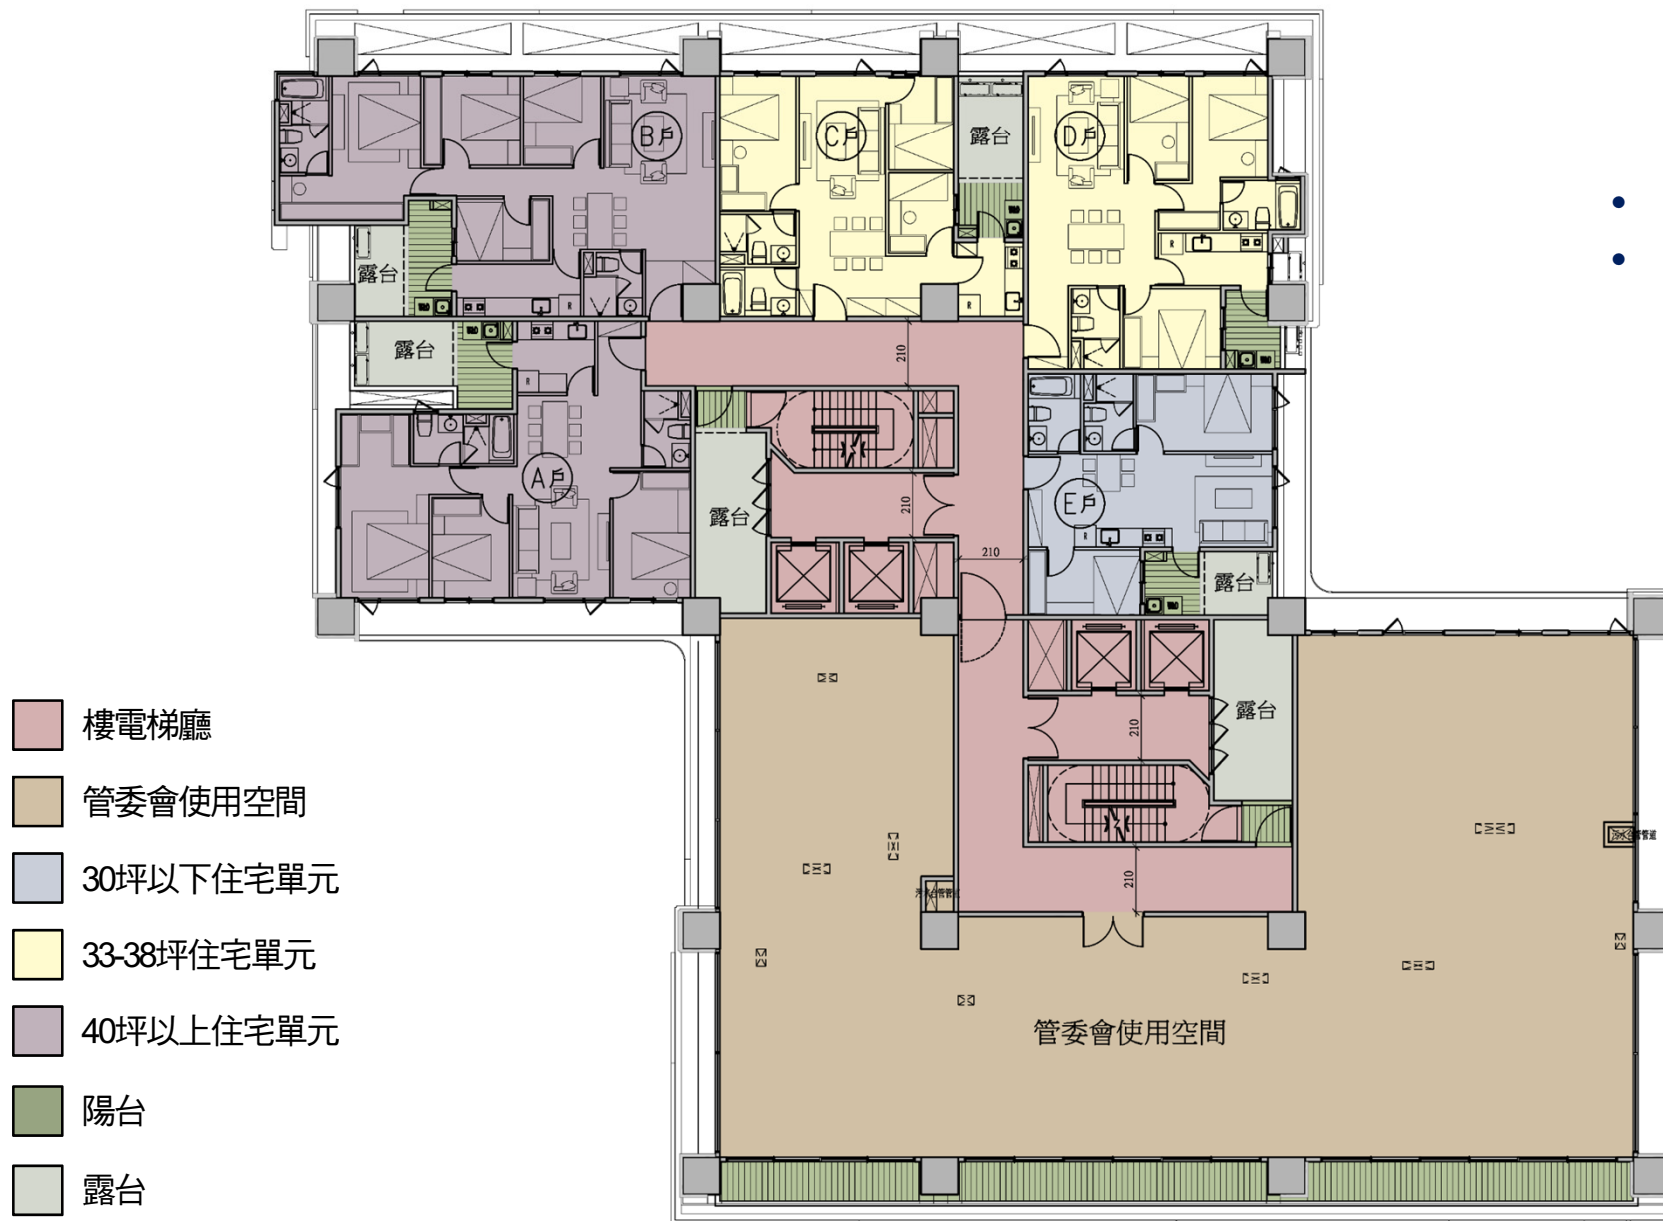 B戶
C戶
露台
D戶
露台
210
露台
A戶
露台
210
E戶
210
露台
露台
210
210
管委會使用空間
樓電梯廳
管委會使用空間
30坪以下住宅單元
33-38坪住宅單元
40坪以上住宅單元
陽台
露台
R
R
R
R
R